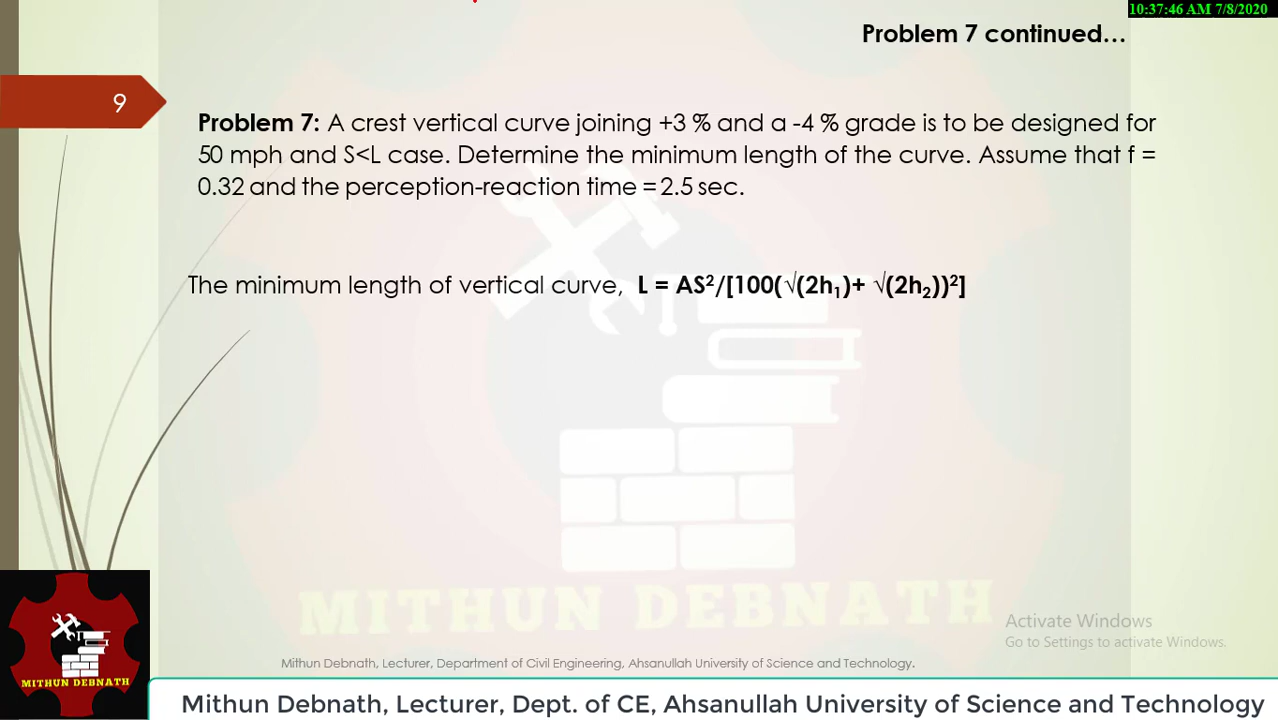 10:37:46 AM 7/8/2020
Problem 7 continued…
9
Problem 7: A crest vertical curve joining +3 % and a -4 % grade is to be designed for
50 mph and S<L case. Determine the minimum length of the curve. Assume that f =
0.32 and the perception-reaction time = 2.5 sec.
The minimum length of vertical curve, L = AS²/[100(√(2h₁)+ √(2h₂))²]
MITHUN DEBNATH
Activate Windows
Go to Settings to activate Windows.
Mithun Debnath, Lecturer, Department of Civil Engineering, Ahsanullah University of Science and Technology.
MITHUN DEBNATH
Mithun Debnath, Lecturer, Dept. of CE, Ahsanullah University of Science and Technology